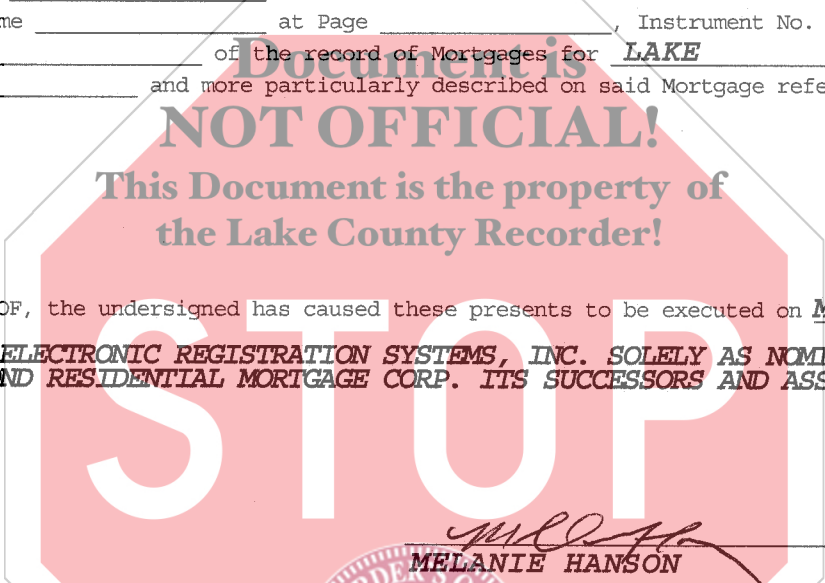 me at Page , Instrument No.
of the record of Mortgages for LAKE
and more particularly described on said Mortgage refe
Document is
NOT OFFICIAL!
This Document is the property of
the Lake County Recorder!
OF, the undersigned has caused these presents to be executed on M
ELECTRONIC REGISTRATION SYSTEMS, INC. SOLELY AS NOMI
ND RESIDENTIAL MORTGAGE CORP. ITS SUCCESSORS AND ASS
STOP
MELANIE HANSON